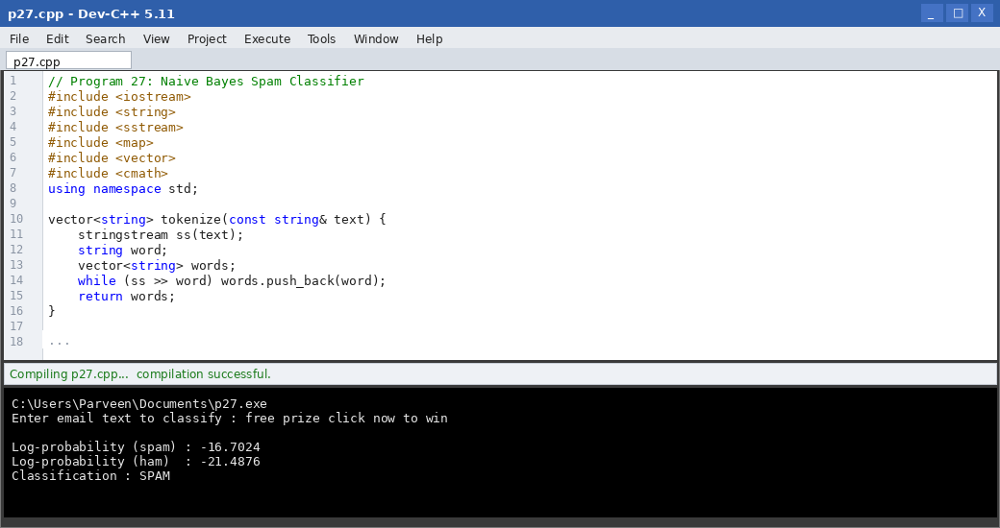 p27.cpp - Dev-C++ 5.11
_ □ X
File Edit Search View Project Execute Tools Window Help
p27.cpp
1 // Program 27: Naive Bayes Spam Classifier
2 #include <iostream>
3 #include <string>
4 #include <sstream>
5 #include <map>
6 #include <vector>
7 #include <cmath>
8 using namespace std;
9
10 vector<string> tokenize(const string& text) {
11     stringstream ss(text);
12     string word;
13     vector<string> words;
14     while (ss >> word) words.push_back(word);
15     return words;
16 }
17
18 ...
Compiling p27.cpp...  compilation successful.
C:\Users\Parveen\Documents\p27.exe
Enter email text to classify : free prize click now to win
Log-probability (spam) : -16.7024
Log-probability (ham)  : -21.4876
Classification : SPAM